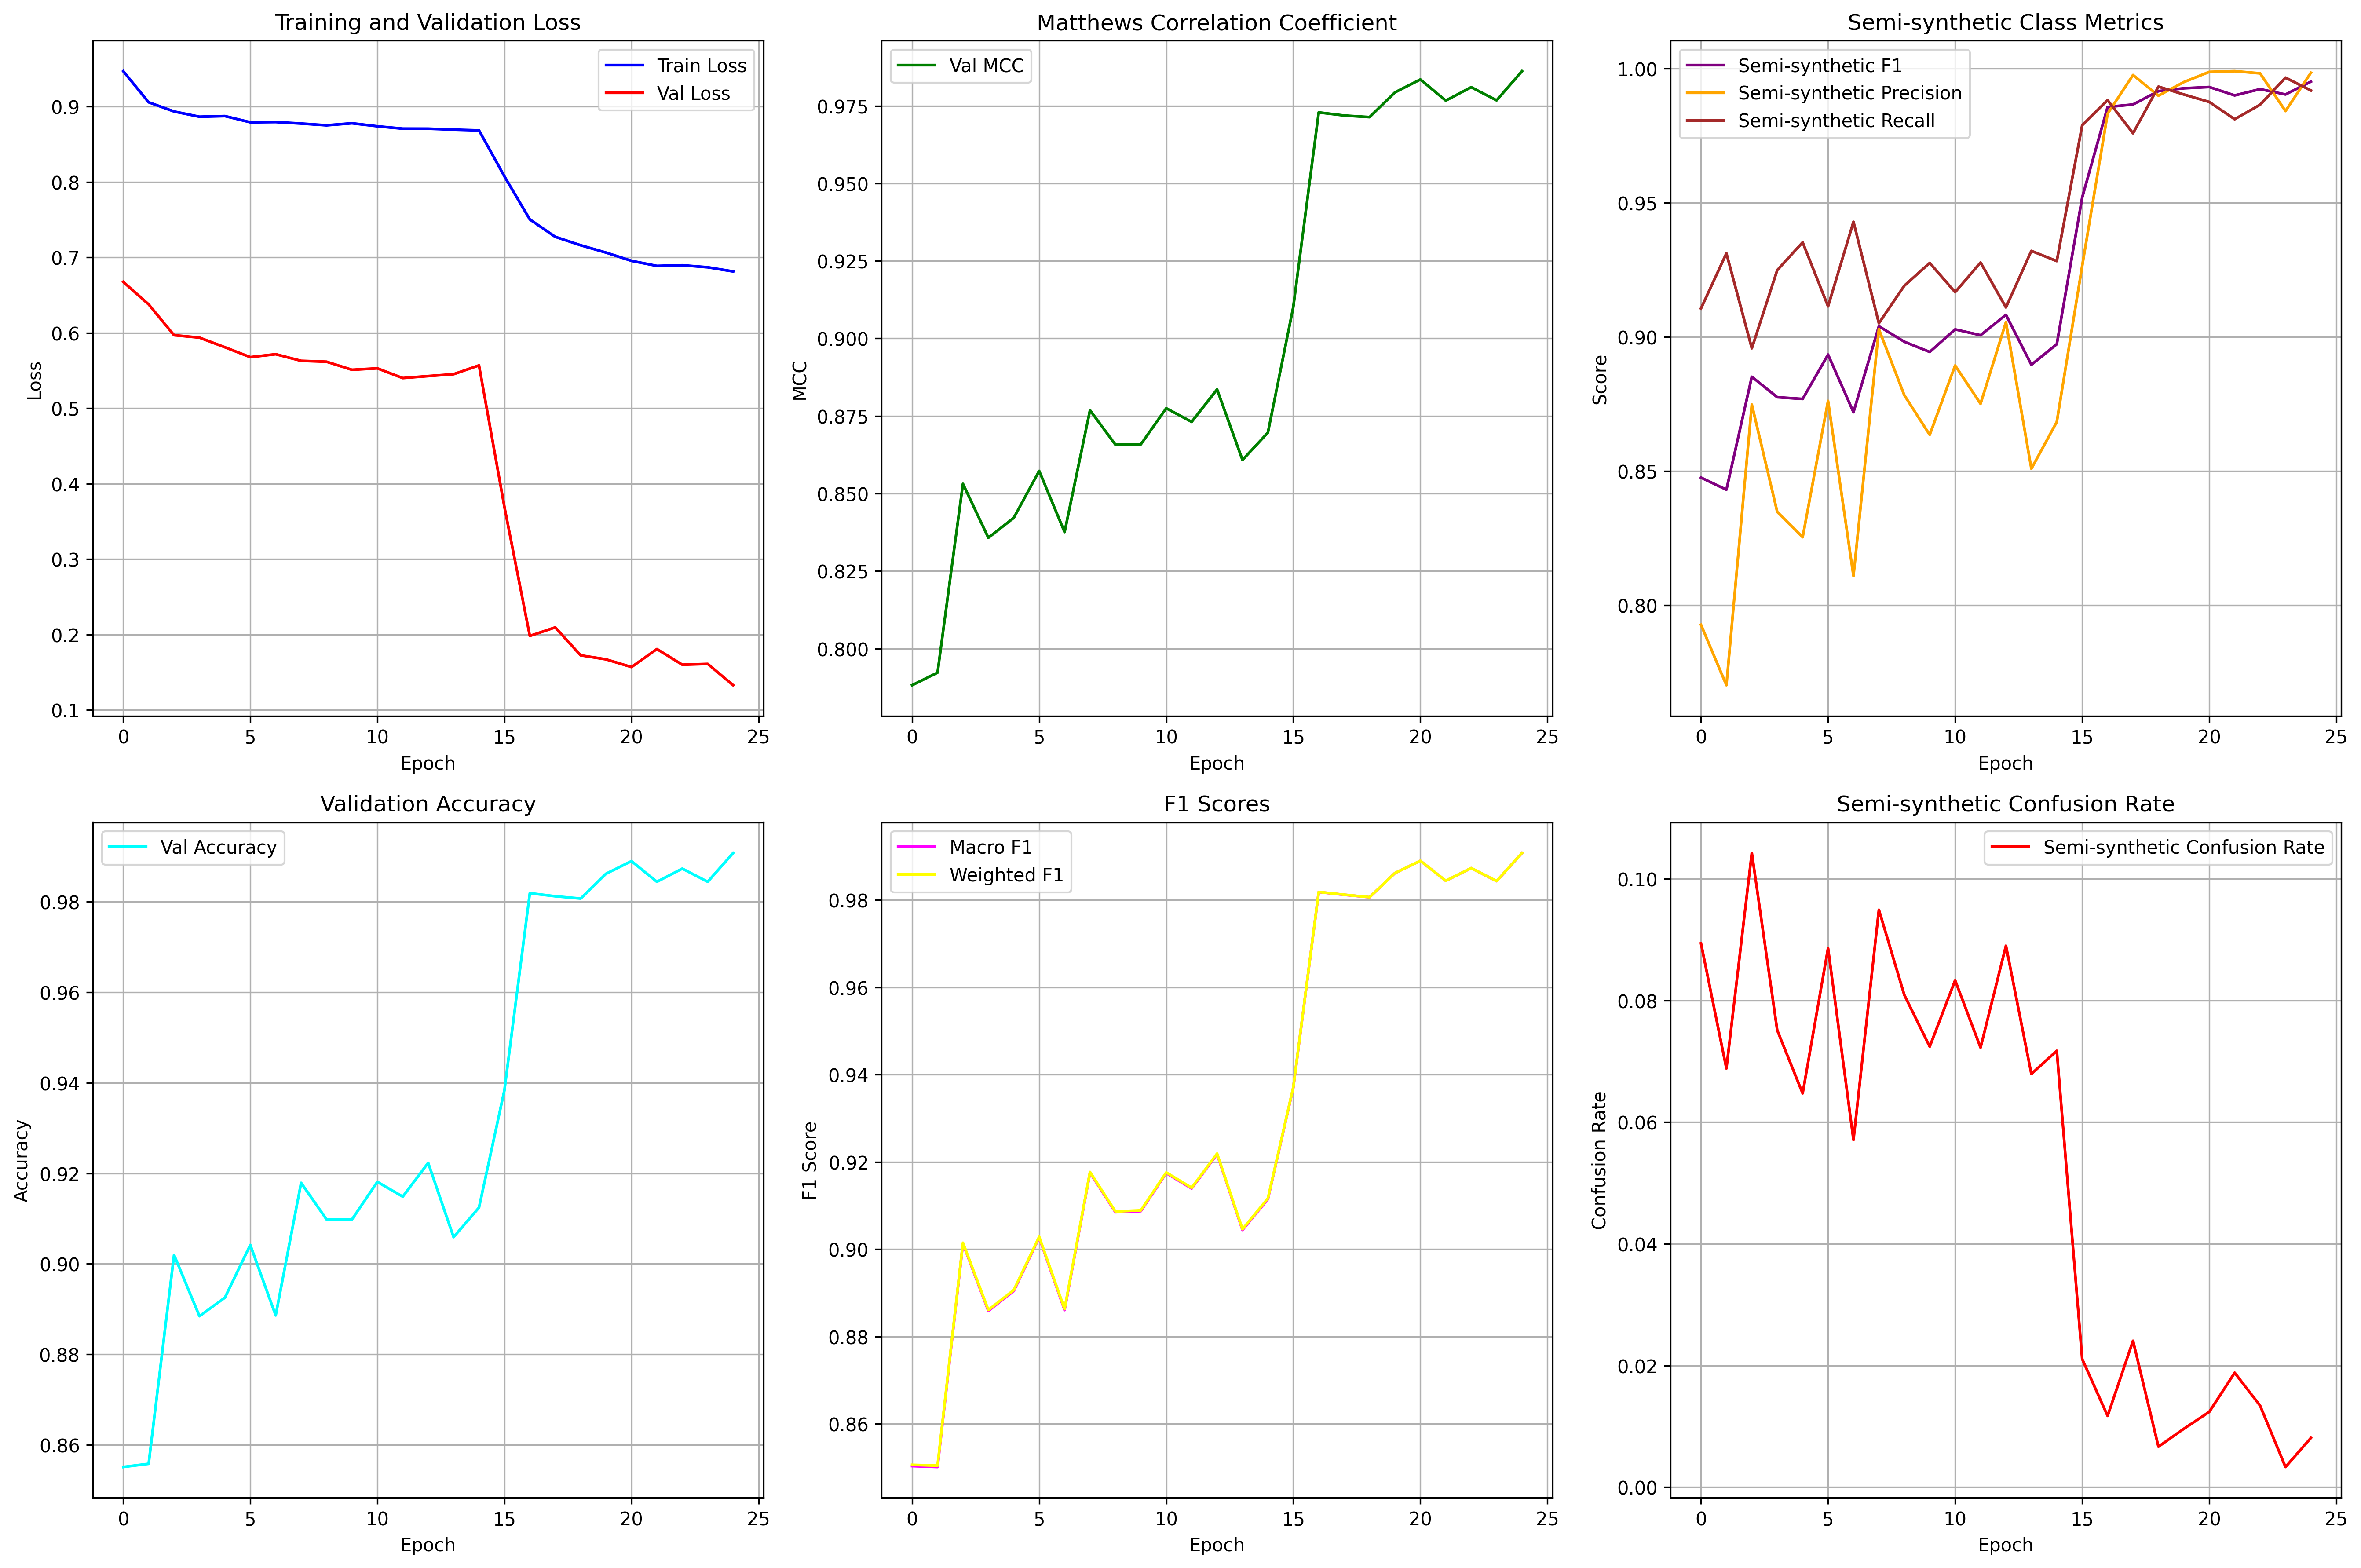 Training and Validation Loss
Train Loss
Val Loss
0.9
0.8
0.7
0.6
0.5
0.4
0.3
0.2
0.1
Loss
0 5 10 15 20 25
Epoch
Matthews Correlation Coefficient
Val MCC
0.975
0.950
0.925
0.900
0.875
0.850
0.825
0.800
MCC
0 5 10 15 20 25
Epoch
Semi-synthetic Class Metrics
Semi-synthetic F1
Semi-synthetic Precision
Semi-synthetic Recall
1.00
0.95
0.90
0.85
0.80
Score
0 5 10 15 20 25
Epoch
Validation Accuracy
Val Accuracy
0.98
0.96
0.94
0.92
0.90
0.88
0.86
Accuracy
0 5 10 15 20 25
Epoch
F1 Scores
Macro F1
Weighted F1
0.98
0.96
0.94
0.92
0.90
0.88
0.86
F1 Score
0 5 10 15 20 25
Epoch
Semi-synthetic Confusion Rate
Semi-synthetic Confusion Rate
0.10
0.08
0.06
0.04
0.02
0.00
Confusion Rate
0 5 10 15 20 25
Epoch